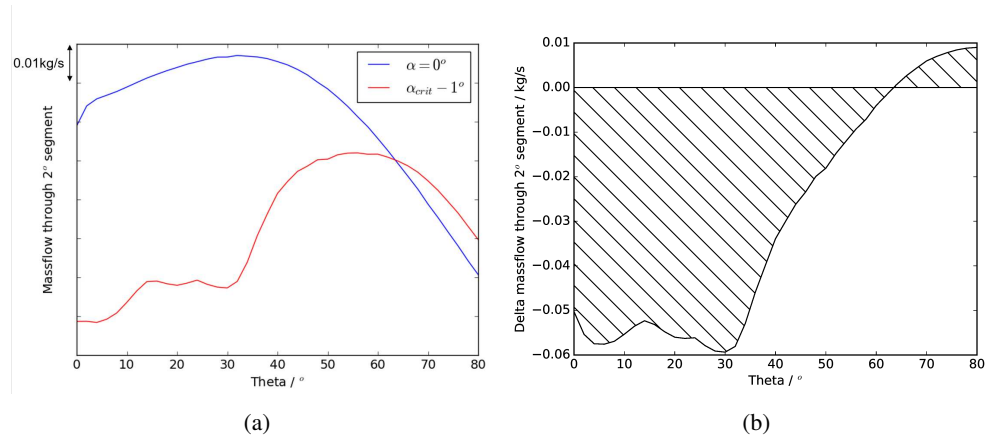 0.01kg/s
Massflow through 2° segment
α = 0°
α_crit − 1°
0 10 20 30 40 50 60 70 80
Theta / °
(a)
Delta massflow through 2° segment / kg/s
0.01
0.00
−0.01
−0.02
−0.03
−0.04
−0.05
−0.06
0 10 20 30 40 50 60 70 80
Theta / °
(b)